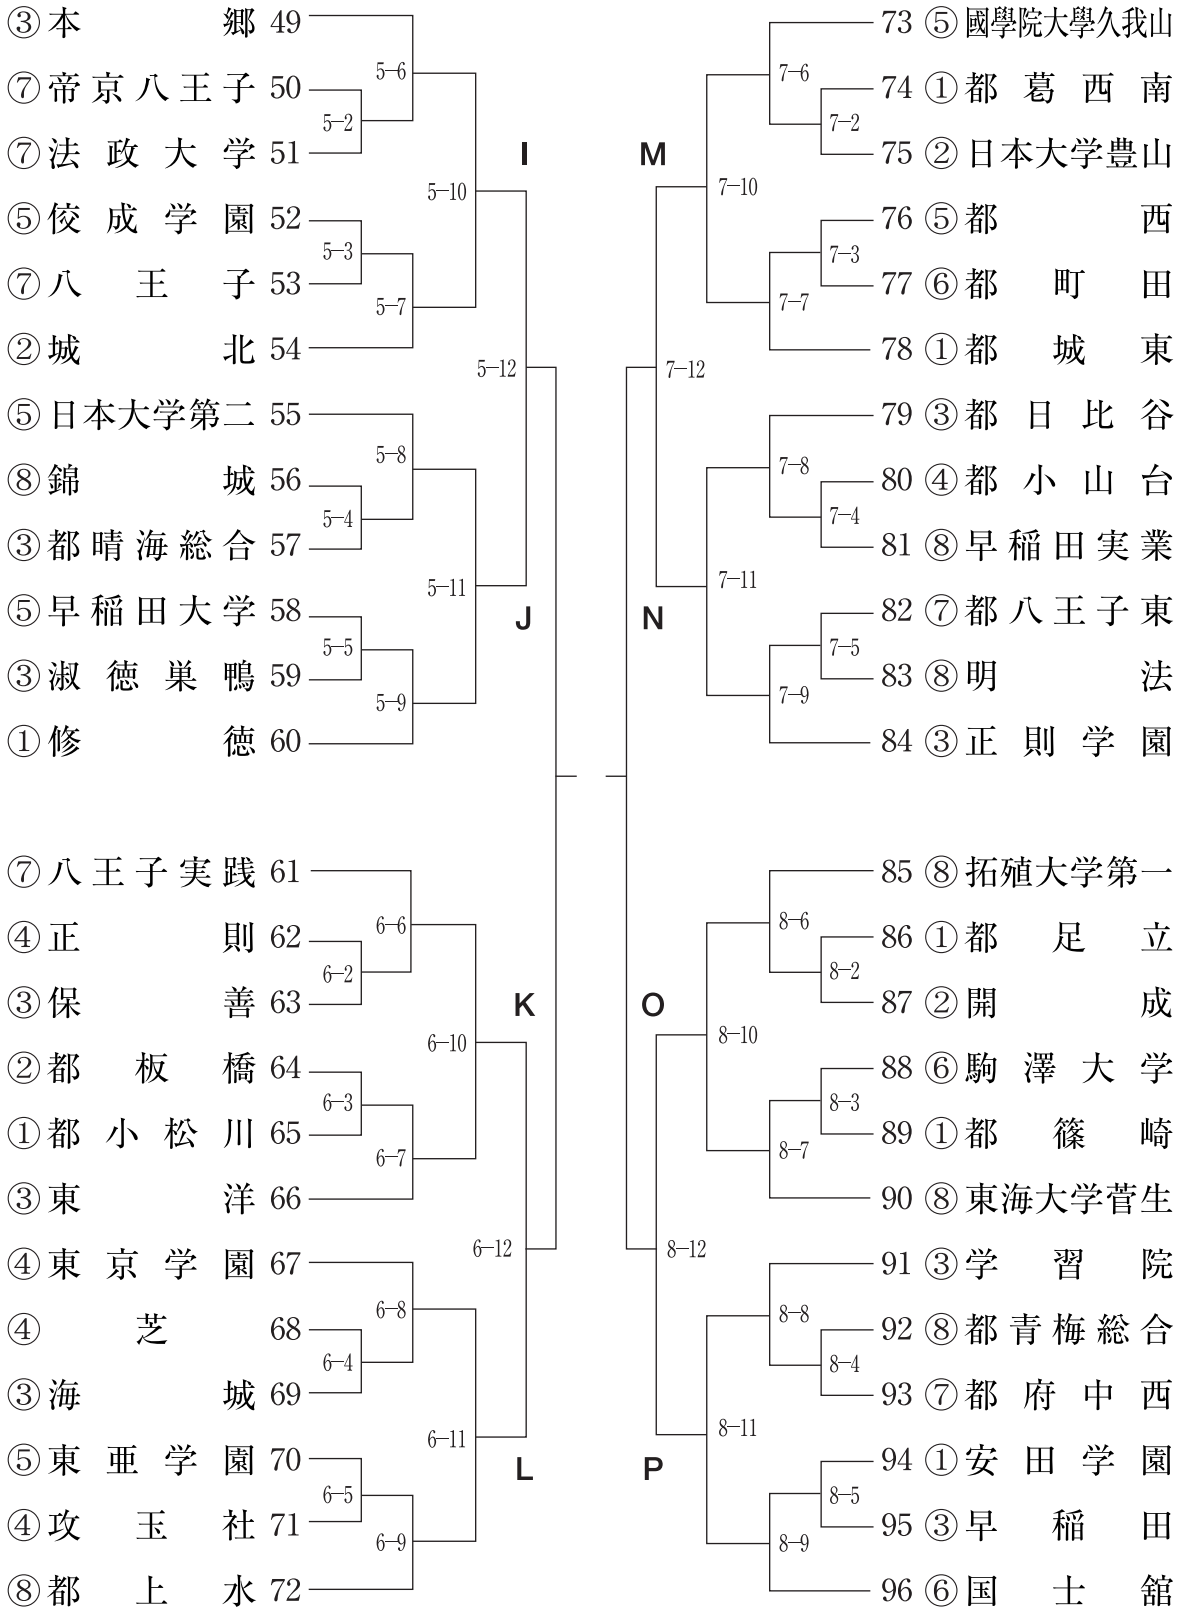 ③本郷 49
⑦帝京八王子 50
⑦法政大学 51
⑤佼成学園 52
⑦八王子 53
②城北 54
⑤日本大学第二 55
⑧錦城 56
③都晴海総合 57
⑤早稲田大学 58
③淑徳巣鴨 59
①修徳 60
5-6
5-2
5-3
5-7
5-10
5-8
5-4
5-5
5-9
5-11
5-12
I
J
⑦八王子実践 61
④正則 62
③保善 63
②都板橋 64
①都小松川 65
③東洋 66
④東京学園 67
④芝 68
③海城 69
⑤東亜学園 70
④攻玉社 71
⑧都上水 72
6-6
6-2
6-3
6-7
6-10
6-8
6-4
6-5
6-9
6-11
6-12
K
L
M
N
7-6
7-2
7-3
7-7
7-10
7-8
7-4
7-5
7-9
7-11
7-12
73 ⑤國學院大學久我山
74 ①都葛西南
75 ②日本大学豊山
76 ⑤都西
77 ⑥都町田
78 ①都城東
79 ③都日比谷
80 ④都小山台
81 ⑧早稲田実業
82 ⑦都八王子東
83 ⑧明法
84 ③正則学園
O
P
8-6
8-2
8-3
8-7
8-10
8-8
8-4
8-5
8-9
8-11
8-12
85 ⑧拓殖大学第一
86 ①都足立
87 ②開成
88 ⑥駒澤大学
89 ①都篠崎
90 ⑧東海大学菅生
91 ③学習院
92 ⑧都青梅総合
93 ⑦都府中西
94 ①安田学園
95 ③早稲田
96 ⑥国士舘